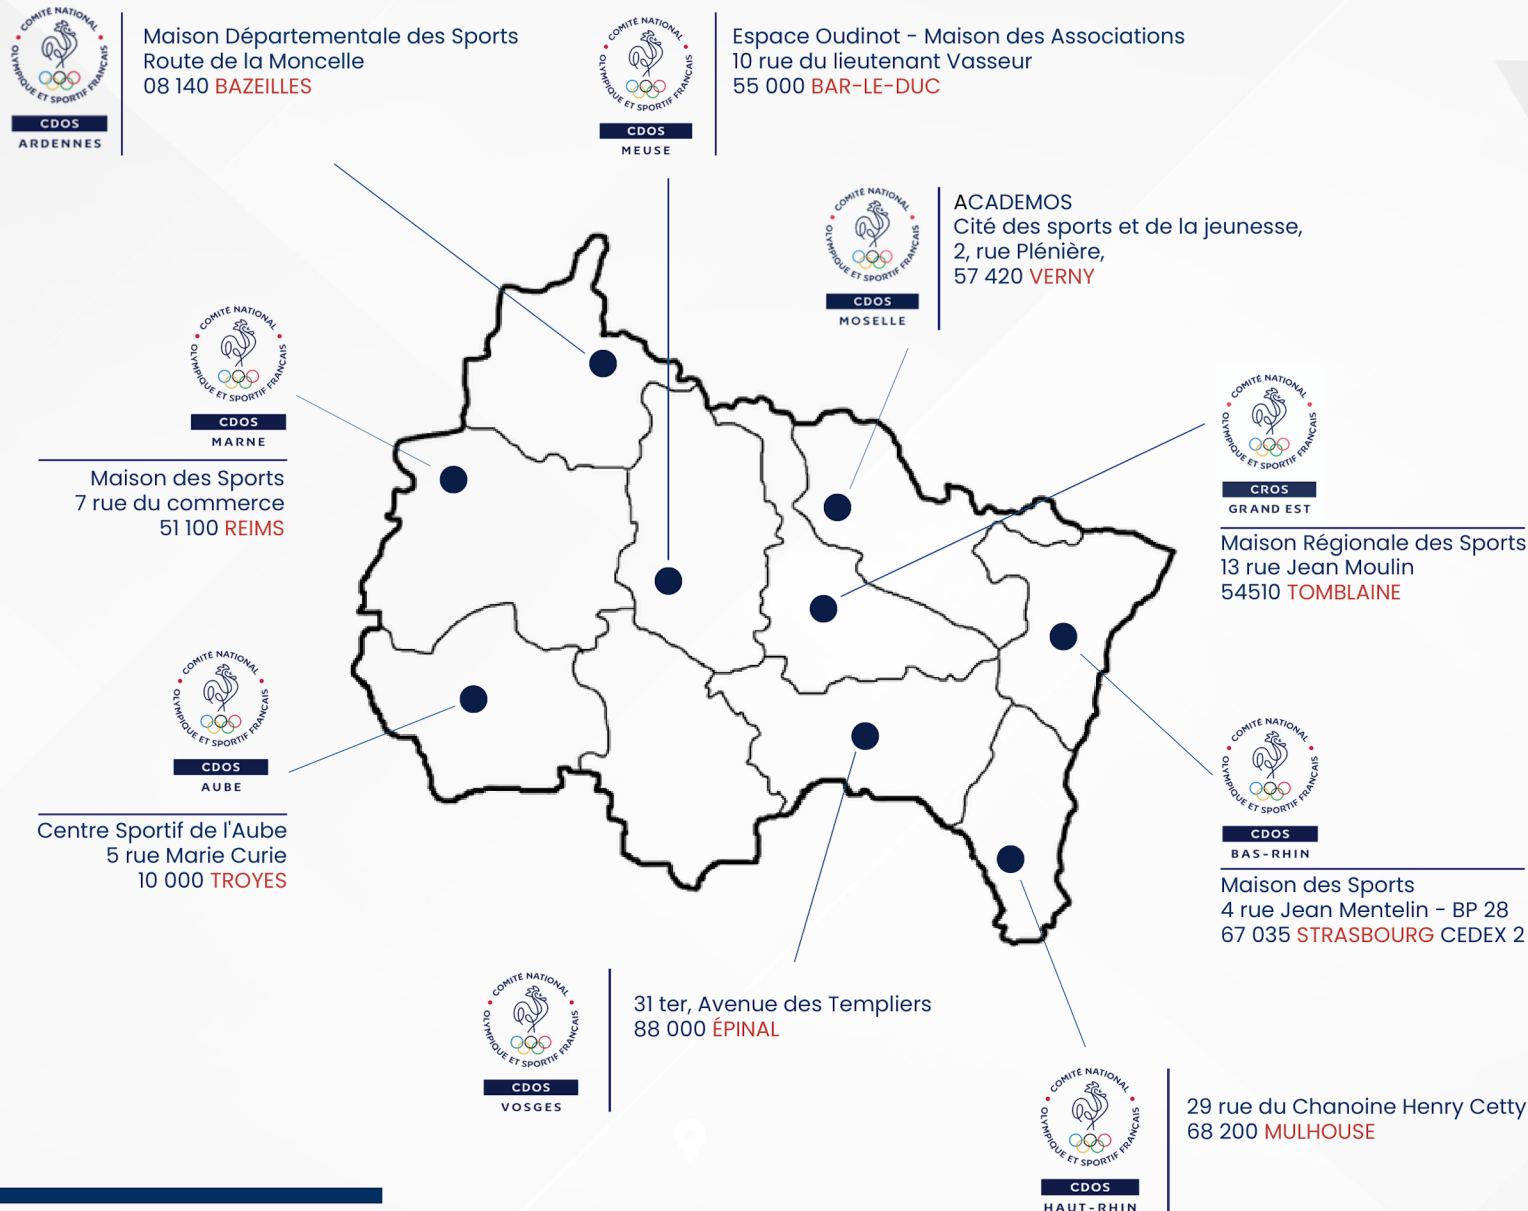 COMITÉ NATIONAL
OLYMPIQUE ET SPORTIF FRANÇAIS
CDOS
ARDENNES
Maison Départementale des Sports
Route de la Moncelle
08 140 BAZEILLES
COMITÉ NATIONAL
OLYMPIQUE ET SPORTIF FRANÇAIS
CDOS
MEUSE
Espace Oudinot - Maison des Associations
10 rue du lieutenant Vasseur
55 000 BAR-LE-DUC
COMITÉ NATIONAL
OLYMPIQUE ET SPORTIF FRANÇAIS
CDOS
MOSELLE
ACADEMOS
Cité des sports et de la jeunesse,
2, rue Plénière,
57 420 VERNY
COMITÉ NATIONAL
OLYMPIQUE ET SPORTIF FRANÇAIS
CDOS
MARNE
Maison des Sports
7 rue du commerce
51 100 REIMS
COMITÉ NATIONAL
OLYMPIQUE ET SPORTIF FRANÇAIS
CROS
GRAND EST
Maison Régionale des Sports
13 rue Jean Moulin
54510 TOMBLAINE
COMITÉ NATIONAL
OLYMPIQUE ET SPORTIF FRANÇAIS
CDOS
AUBE
Centre Sportif de l'Aube
5 rue Marie Curie
10 000 TROYES
COMITÉ NATIONAL
OLYMPIQUE ET SPORTIF FRANÇAIS
CDOS
BAS-RHIN
Maison des Sports
4 rue Jean Mentelin - BP 28
67 035 STRASBOURG CEDEX 2
COMITÉ NATIONAL
OLYMPIQUE ET SPORTIF FRANÇAIS
CDOS
VOSGES
31 ter, Avenue des Templiers
88 000 ÉPINAL
COMITÉ NATIONAL
OLYMPIQUE ET SPORTIF FRANÇAIS
CDOS
HAUT-RHIN
29 rue du Chanoine Henry Cetty
68 200 MULHOUSE